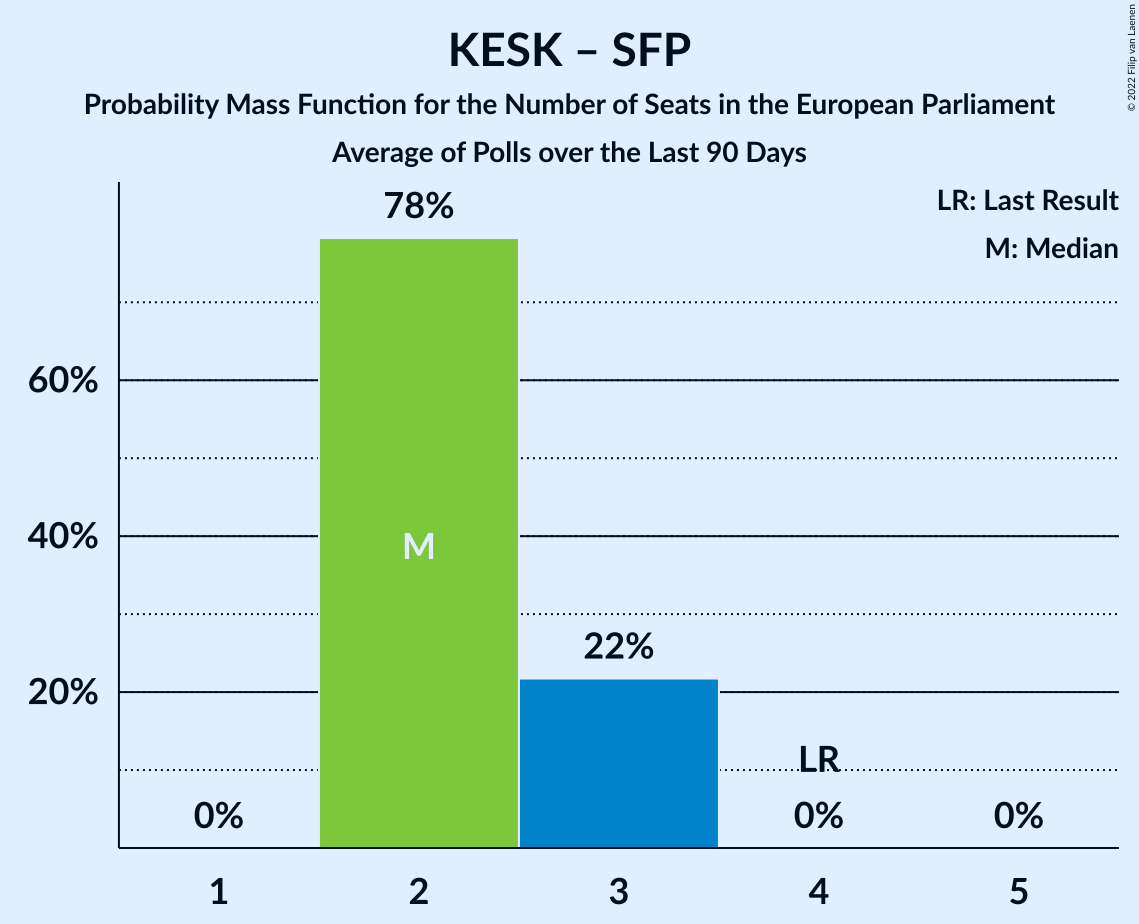 KESK – SFP
Probability Mass Function for the Number of Seats in the European Parliament
Average of Polls over the Last 90 Days
© 2022 Filip van Laenen
LR: Last Result
M: Median
78%
60%
M
40%
22%
20%
LR
0%
0%
0%
1
2
3
4
5